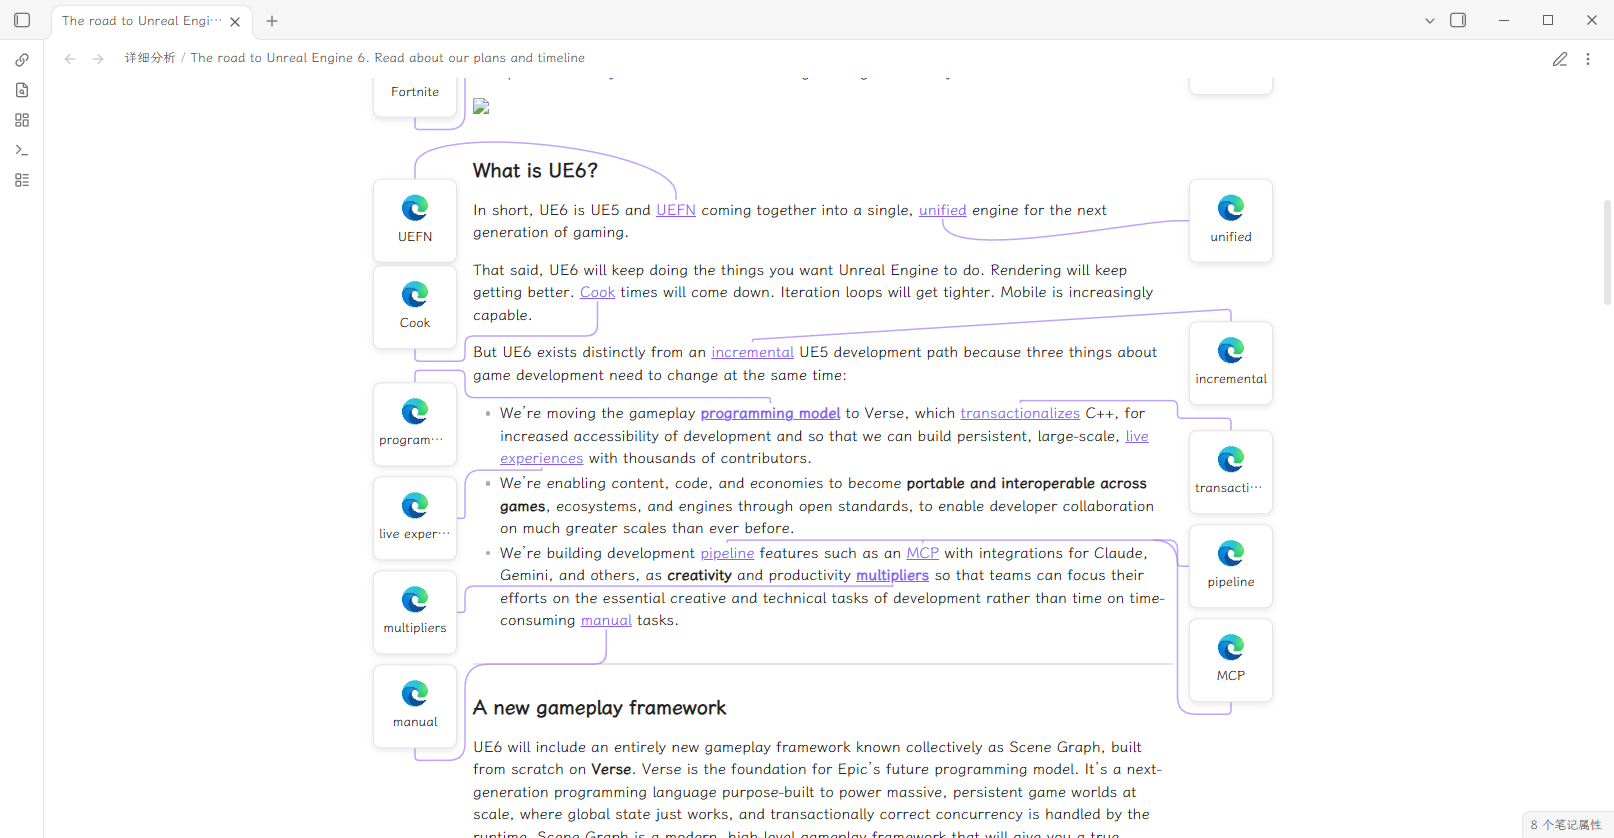 The road to Unreal Engi…
详细分析 / The road to Unreal Engine 6. Read about our plans and timeline
Fortnite
What is UE6?
In short, UE6 is UE5 and UEFN coming together into a single, unified engine for the next
generation of gaming.
UEFN
unified
That said, UE6 will keep doing the things you want Unreal Engine to do. Rendering will keep
getting better. Cook times will come down. Iteration loops will get tighter. Mobile is increasingly
capable.
Cook
But UE6 exists distinctly from an incremental UE5 development path because three things about
game development need to change at the same time:
incremental
We're moving the gameplay programming model to Verse, which transactionalizes C++, for
increased accessibility of development and so that we can build persistent, large-scale, live
experiences with thousands of contributors.
program…
transacti…
We're enabling content, code, and economies to become portable and interoperable across
games, ecosystems, and engines through open standards, to enable developer collaboration
on much greater scales than ever before.
live exper…
We're building development pipeline features such as an MCP with integrations for Claude,
Gemini, and others, as creativity and productivity multipliers so that teams can focus their
efforts on the essential creative and technical tasks of development rather than time on time-
consuming manual tasks.
pipeline
multipliers
MCP
manual
A new gameplay framework
UE6 will include an entirely new gameplay framework known collectively as Scene Graph, built
from scratch on Verse. Verse is the foundation for Epic's future programming model. It's a next-
generation programming language purpose-built to power massive, persistent game worlds at
scale, where global state just works, and transactionally correct concurrency is handled by the
runtime. Scene Graph is a modern, high-level gameplay framework that will give you a true
8 个笔记属性